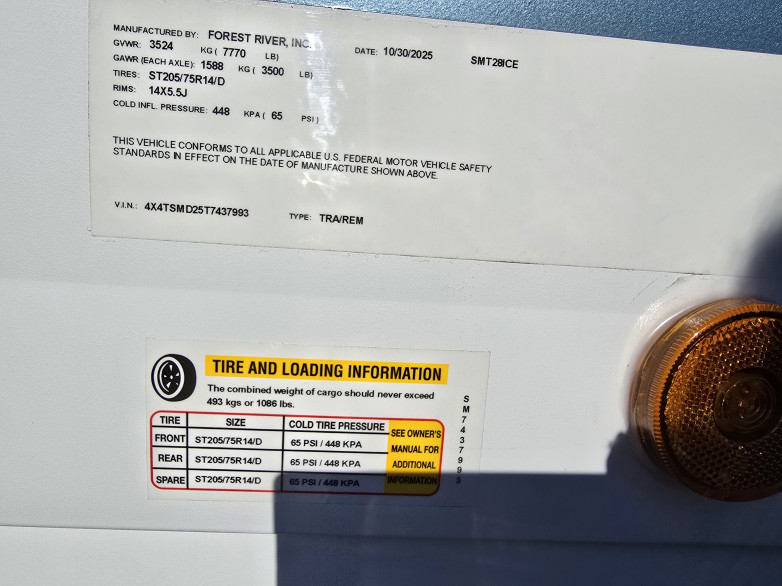 MANUFACTURED BY: FOREST RIVER, INC. DATE: 10/30/2025 SMT28ICE
GVWR: 3524 KG ( 7770 LB)
GAWR (EACH AXLE): 1588 KG ( 3500 LB)
TIRES: ST205/75R14/D
RIMS: 14X5.5J
COLD INFL. PRESSURE: 448 KPA ( 65 PSI )
THIS VEHICLE CONFORMS TO ALL APPLICABLE U.S. FEDERAL MOTOR VEHICLE SAFETY
STANDARDS IN EFFECT ON THE DATE OF MANUFACTURE SHOWN ABOVE.
V.I.N.: 4X4TSMD25T7437993 TYPE: TRA/REM
TIRE AND LOADING INFORMATION
The combined weight of cargo should never exceed
493 kgs or 1086 lbs.
TIRE SIZE COLD TIRE PRESSURE SEE OWNER'S
FRONT ST205/75R14/D 65 PSI / 448 KPA MANUAL FOR
REAR ST205/75R14/D 65 PSI / 448 KPA ADDITIONAL
SPARE ST205/75R14/D 65 PSI / 448 KPA INFORMATION
SM7437993